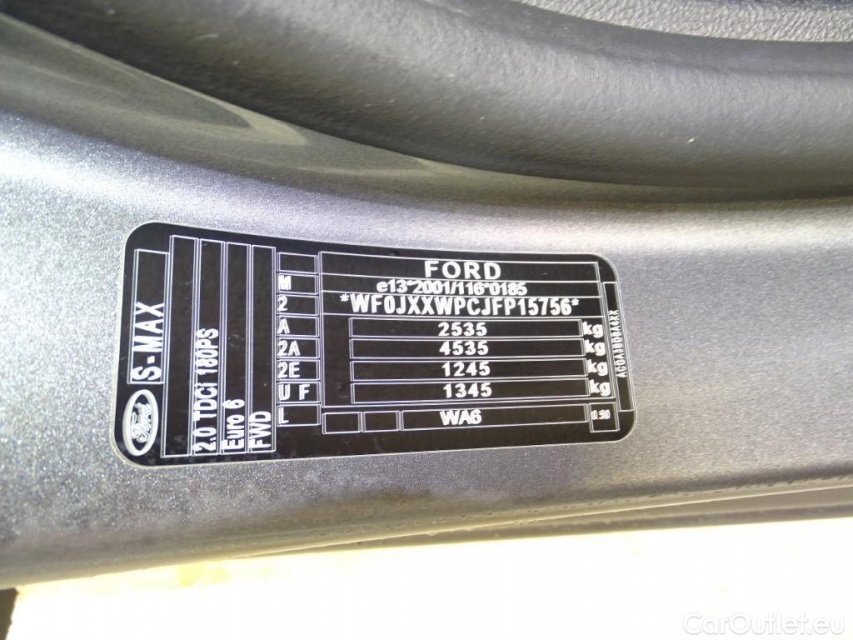 FORD
e13*2001/116*0185
*WF0JXXWPCJFP15756*
2535 kg
4535 kg
1245 kg
1345 kg
WA6
M
2
A
2A
2E
U F
L
S-MAX
Ford
2.0 TDCi 180PS
Euro 6
FWD
CarOutlet.eu